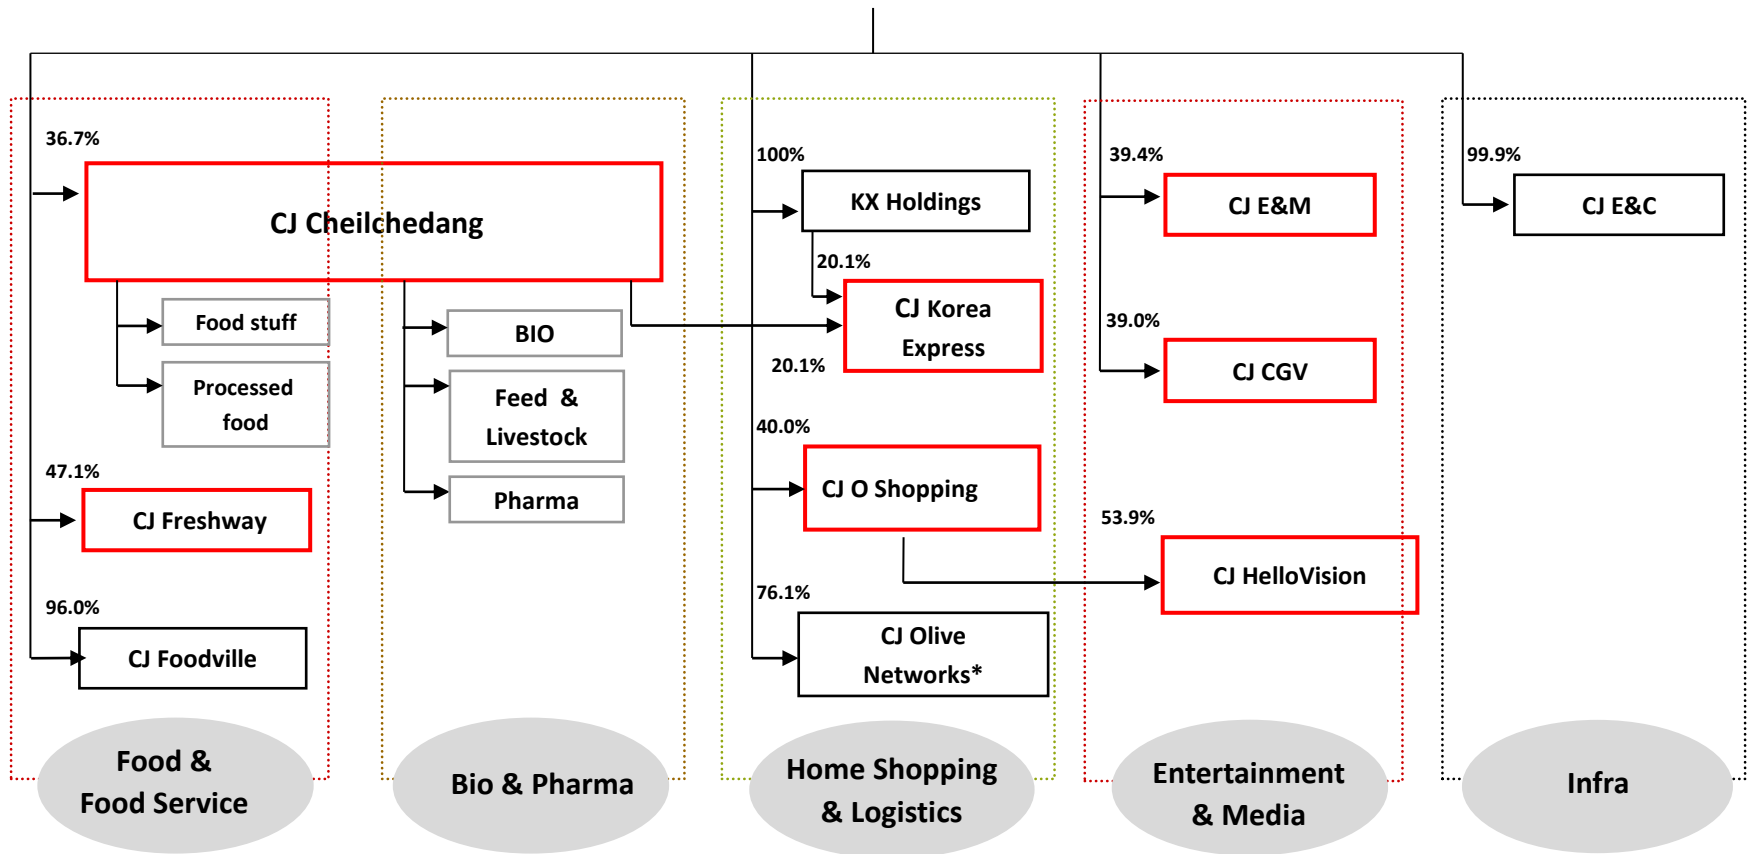 36.7%
CJ Cheilchedang
Food stuff
Processed
food
47.1%
CJ Freshway
96.0%
CJ Foodville
Food &
Food Service
BIO
Feed &
Livestock
Pharma
Bio & Pharma
100%
KX Holdings
20.1%
CJ Korea
Express
20.1%
40.0%
CJ O Shopping
76.1%
CJ Olive
Networks*
Home Shopping
& Logistics
39.4%
CJ E&M
39.0%
CJ CGV
53.9%
CJ HelloVision
Entertainment
& Media
99.9%
CJ E&C
Infra